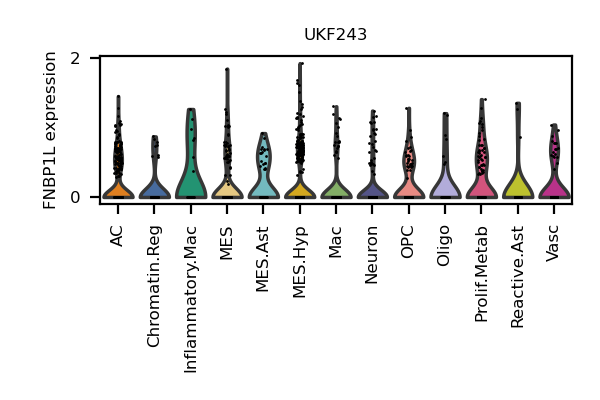 UKF243
FNBP1L expression
2
0
AC
Chromatin.Reg
Inflammatory.Mac
MES
MES.Ast
MES.Hyp
Mac
Neuron
OPC
Oligo
Prolif.Metab
Reactive.Ast
Vasc